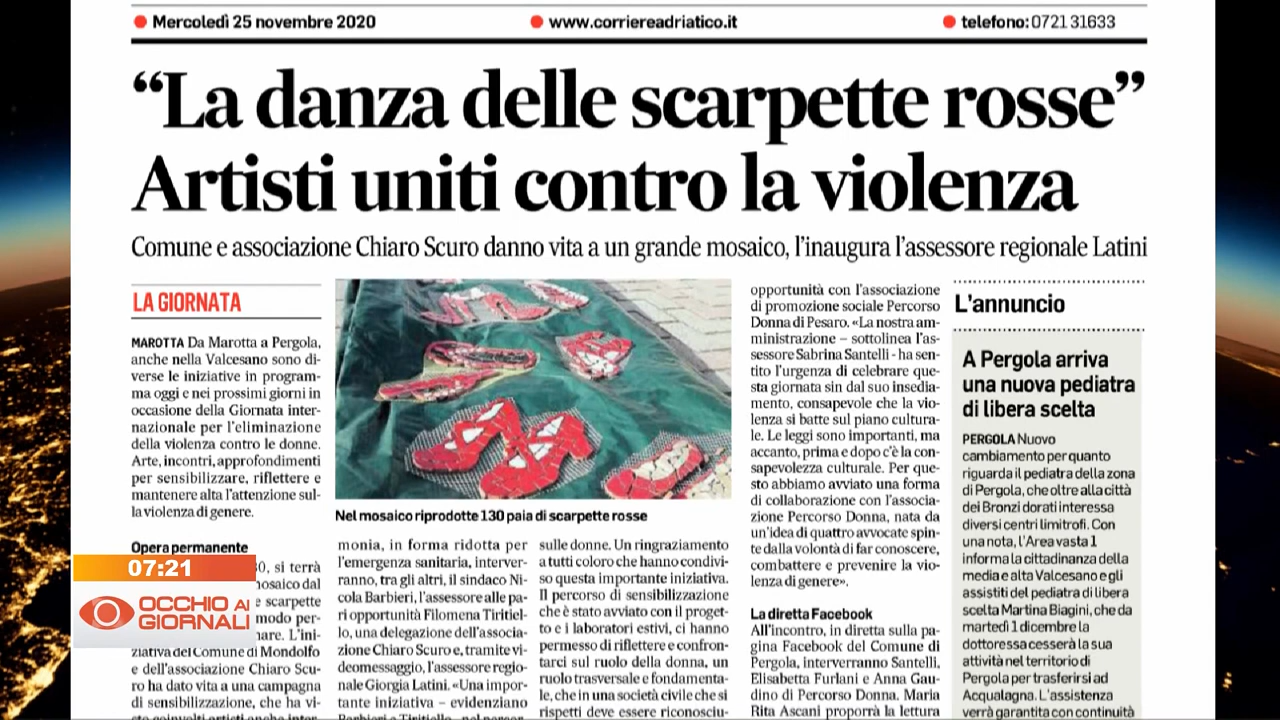 Mercoledì 25 novembre 2020
www.corriereadriatico.it
telefono: 0721 31633
“La danza delle scarpette rosse”
Artisti uniti contro la violenza
Comune e associazione Chiaro Scuro danno vita a un grande mosaico, l'inaugura l'assessore regionale Latini
LA GIORNATA
MAROTTA Da Marotta a Pergola,
anche nella Valcesano sono di-
verse le iniziative in program-
ma oggi e nei prossimi giorni in
occasione della Giornata inter-
nazionale per l'eliminazione
della violenza contro le donne.
Arte, incontri, approfondimenti
per sensibilizzare, riflettere e
mantenere alta l'attenzione sul-
la violenza di genere.
Opera permanente
30, si terrà
mosaico dal
e scarpette
modo per-
nare. L'ini-
ziativa del Comune di Mondolfo
e dell'associazione Chiaro Scu-
ro ha dato vita a una campagna
di sensibilizzazione, che ha vi-
sto coinvolti artisti anche inter-
Nel mosaico riprodotte 130 paia di scarpette rosse
monia, in forma ridotta per
l'emergenza sanitaria, interver-
ranno, tra gli altri, il sindaco Ni-
cola Barbieri, l'assessore alle pa-
ri opportunità Filomena Tiritiel-
lo, una delegazione dell'associa-
zione Chiaro Scuro e, tramite vi-
deomessaggio, l'assessore regio-
nale Giorgia Latini. «Una impor-
tante iniziativa – evidenziano
Barbieri e Tiritiello
sulle donne. Un ringraziamento
a tutti coloro che hanno condivi-
so questa importante iniziativa.
Il percorso di sensibilizzazione
che è stato avviato con il proget-
to e i laboratori estivi, ci hanno
permesso di riflettere e confron-
tarci sul ruolo della donna, un
ruolo trasversale e fondamenta-
le, che in una società civile che si
rispetti deve essere riconosciu-
opportunità con l'associazione
di promozione sociale Percorso
Donna di Pesaro. «La nostra am-
ministrazione – sottolinea l'as-
sessore Sabrina Santelli - ha sen-
tito l'urgenza di celebrare que-
sta giornata sin dal suo insedia-
mento, consapevole che la vio-
lenza si batte sul piano cultura-
le. Le leggi sono importanti, ma
accanto, prima e dopo c'è la con-
sapevolezza culturale. Per que-
sto abbiamo avviato una forma
di collaborazione con l'associa-
zione Percorso Donna, nata da
un'idea di quattro avvocate spin-
te dalla volontà di far conoscere,
combattere e prevenire la vio-
lenza di genere».
La diretta Facebook
All'incontro, in diretta sulla pa-
gina Facebook del Comune di
Pergola, interverranno Santelli,
Elisabetta Furlani e Anna Gau-
dino di Percorso Donna. Maria
Rita Ascani proporrà la lettura
L'annuncio
A Pergola arriva
una nuova pediatra
di libera scelta
PERGOLA Nuovo
cambiamento per quanto
riguarda il pediatra della zona
di Pergola, che oltre alla città
dei Bronzi dorati interessa
diversi centri limitrofi. Con
una nota, l'Area vasta 1
informa la cittadinanza della
media e alta Valcesano e gli
assistiti del pediatra di libera
scelta Martina Biagini, che da
martedì 1 dicembre la
dottoressa cesserà la sua
attività nel territorio di
Pergola per trasferirsi ad
Acqualagna. L'assistenza
verrà garantita con continuità
07:21
OCCHIO AI
GIORNALI